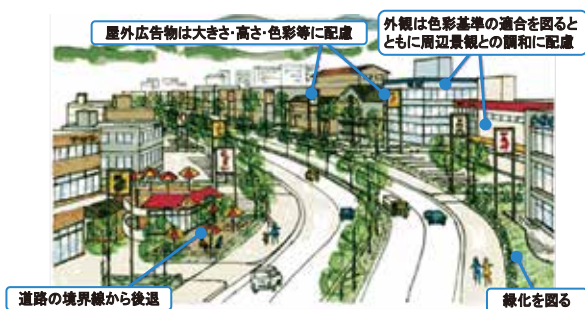 屋外広告物は大きさ・高さ・色彩等に配慮
外観は色彩基準の適合を図ると
ともに周辺景観との調和に配慮
道路の境界線から後退
緑化を図る